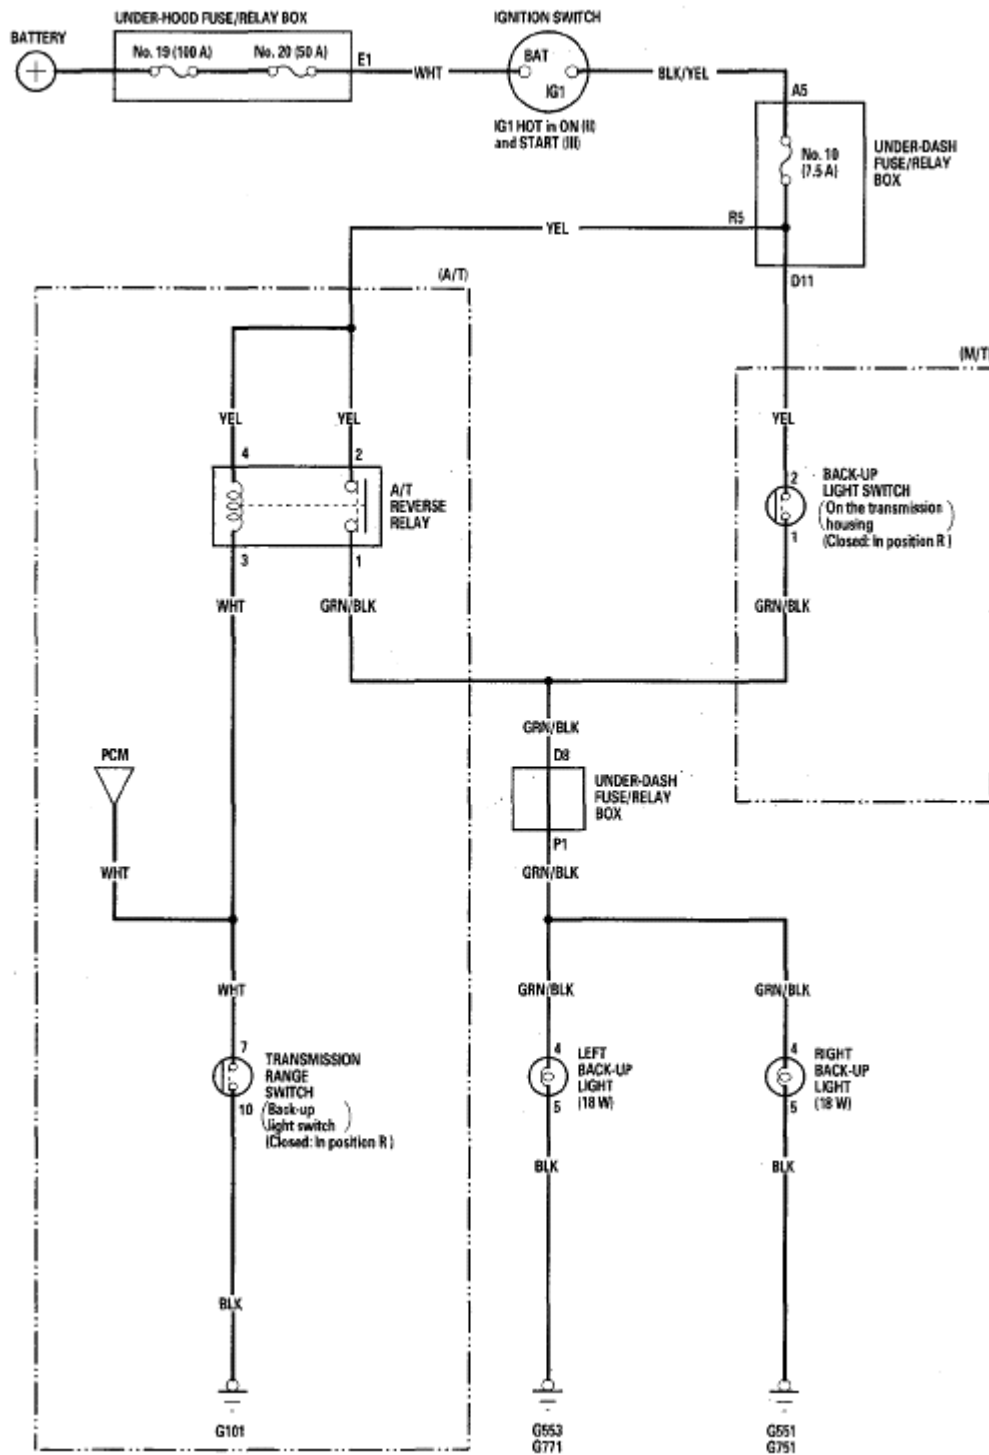 UNDER-HOOD FUSE/RELAY BOX
IGNITION SWITCH
BATTERY
No. 19 (100 A)
No. 20 (50 A)
E1
WHT
BAT
IG1
BLK/YEL
A5
IG1 HOT in ON (II)
and START (III)
No. 10
(7.5 A)
UNDER-DASH
FUSE/RELAY
BOX
R5
YEL
D11
(A/T)
(M/T)
YEL
YEL
YEL
4
2
A/T
REVERSE
RELAY
3
1
2
1
BACK-UP
LIGHT SWITCH
(On the transmission
housing)
(Closed: In position R)
WHT
GRN/BLK
GRN/BLK
GRN/BLK
D8
UNDER-DASH
FUSE/RELAY
BOX
P1
GRN/BLK
PCM
WHT
WHT
GRN/BLK
GRN/BLK
7
TRANSMISSION
RANGE
SWITCH
10
(Back-up
light switch)
(Closed: In position R)
4
LEFT
BACK-UP
LIGHT
(18 W)
5
4
RIGHT
BACK-UP
LIGHT
(18 W)
5
BLK
BLK
BLK
G101
G553
G771
G551
G751